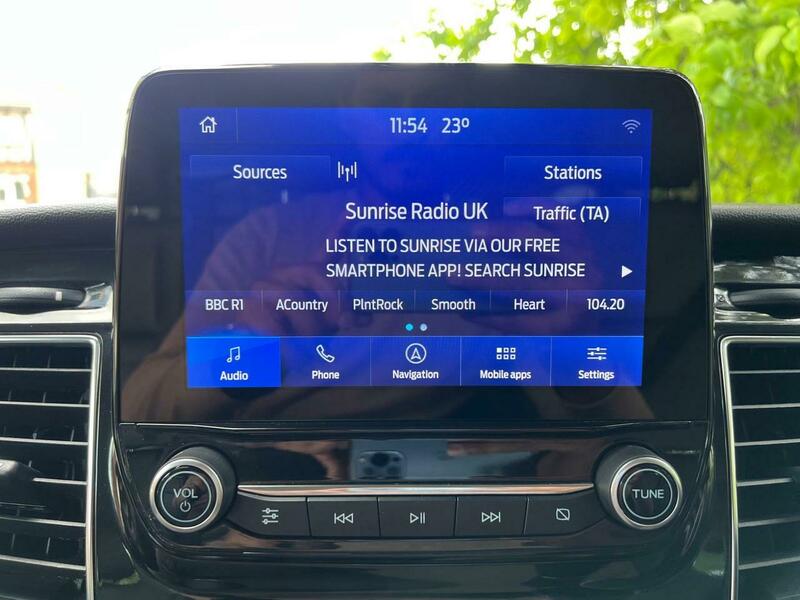 11:54 23º
Sources
Stations
Sunrise Radio UK
Traffic (TA)
LISTEN TO SUNRISE VIA OUR FREE
SMARTPHONE APP! SEARCH SUNRISE
BBC R1 ACountry PlntRock Smooth Heart 104.20
Audio Phone Navigation Mobile apps Settings
VOL
TUNE